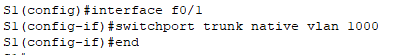 S1(config)#interface f0/1
S1(config-if)#switchport trunk native vlan 1000
S1(config-if)#end